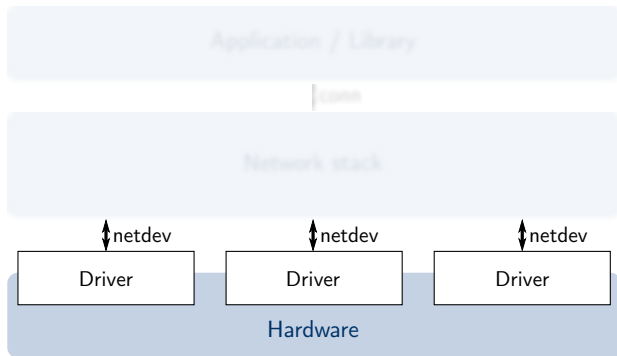 Application / Library
conn
Network stack
netdev netdev netdev
Driver Driver Driver
Hardware